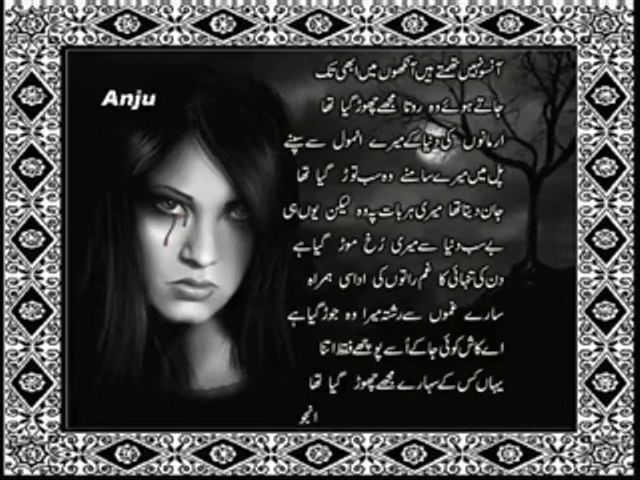 Anju
آنسو نہیں تھمتے ہیں آنکھوں میں ابھی تک
جاتے ہوئے وہ روتا مجھے چھوڑ گیا تھا
ارمانوں کی دنیا کے میرے انمول سے سپنے
پل میں میرے سامنے وہ سب توڑ گیا تھا
جان دیتا تھا میری ہر بات پہ وہ لیکن یوں ہی
بے سبب دنیا سے میری رُخ موڑ گیا ہے
دن کی تنہائی کا غم راتوں کی اداسی ہمراہ
سارے غموں سے رشتہ میرا وہ جوڑ گیا ہے
اے کاش کوئی جا کے اُسے پوچھے فقط اتنا
یہاں کس کے سہارے مجھے چھوڑ گیا تھا
انجو